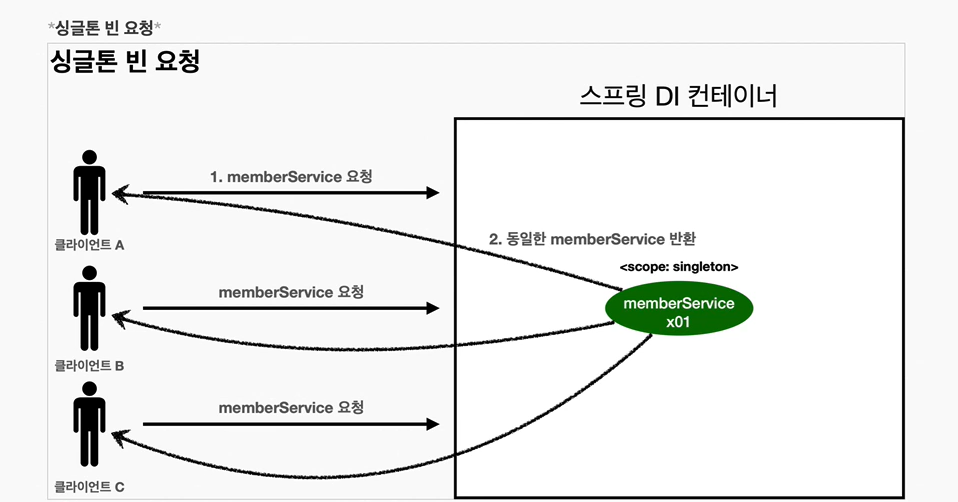 *싱글톤 빈 요청*
싱글톤 빈 요청
스프링 DI 컨테이너
1. memberService 요청
클라이언트 A
2. 동일한 memberService 반환
<scope: singleton>
memberService 요청
memberService
x01
클라이언트 B
memberService 요청
클라이언트 C